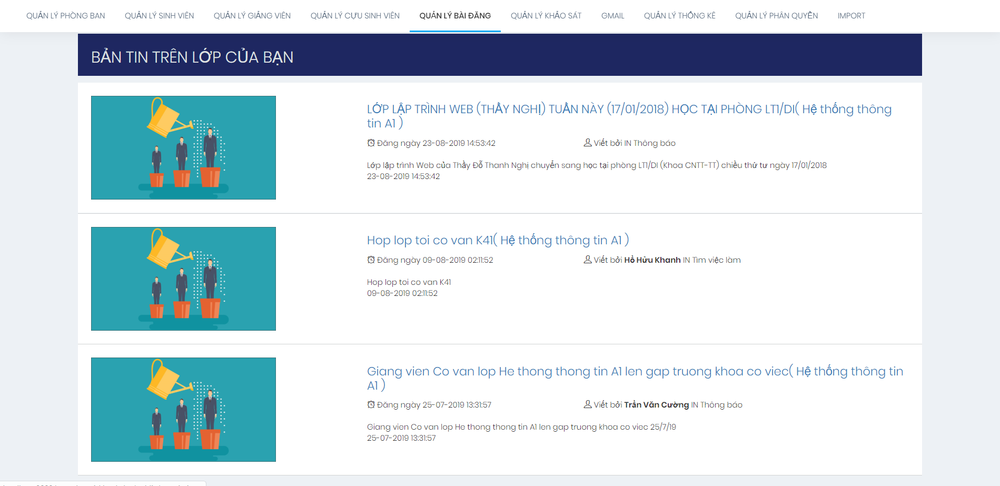 QUẢN LÝ PHÒNG BAN QUẢN LÝ SINH VIÊN QUẢN LÝ GIẢNG VIÊN QUẢN LÝ CỰU SINH VIÊN QUẢN LÝ BÀI ĐĂNG QUẢN LÝ KHẢO SÁT GMAIL QUẢN LÝ THỐNG KÊ QUẢN LÝ PHÂN QUYỀN IMPORT
BẢN TIN TRÊN LỚP CỦA BẠN
LỚP LẬP TRÌNH WEB (THẦY NGHỊ) TUẦN NÀY (17/01/2018) HỌC TẠI PHÒNG LT1/DI( Hệ thống thông
tin A1 )
Đăng ngày 23-08-2019 14:53:42 Viết bởi IN Thông báo
Lớp lập trình Web của Thầy Đỗ Thanh Nghị chuyển sang học tại phòng LT1/DI (Khoa CNTT-TT) chiều thứ tư ngày 17/01/2018
23-08-2019 14:53:42
Hop lop toi co van K41( Hệ thống thông tin A1 )
Đăng ngày 09-08-2019 02:11:52 Viết bởi Hồ Hửu Khanh IN Tìm việc làm
Hop lop toi co van K41
09-08-2019 02:11:52
Giang vien Co van lop He thong thong tin A1 len gap truong khoa co viec( Hệ thống thông tin
A1 )
Đăng ngày 25-07-2019 13:31:57 Viết bởi Trần Văn Cường IN Thông báo
Giang vien Co van lop He thong thong tin A1 len gap truong khoa co viec 25/7/19
25-07-2019 13:31:57